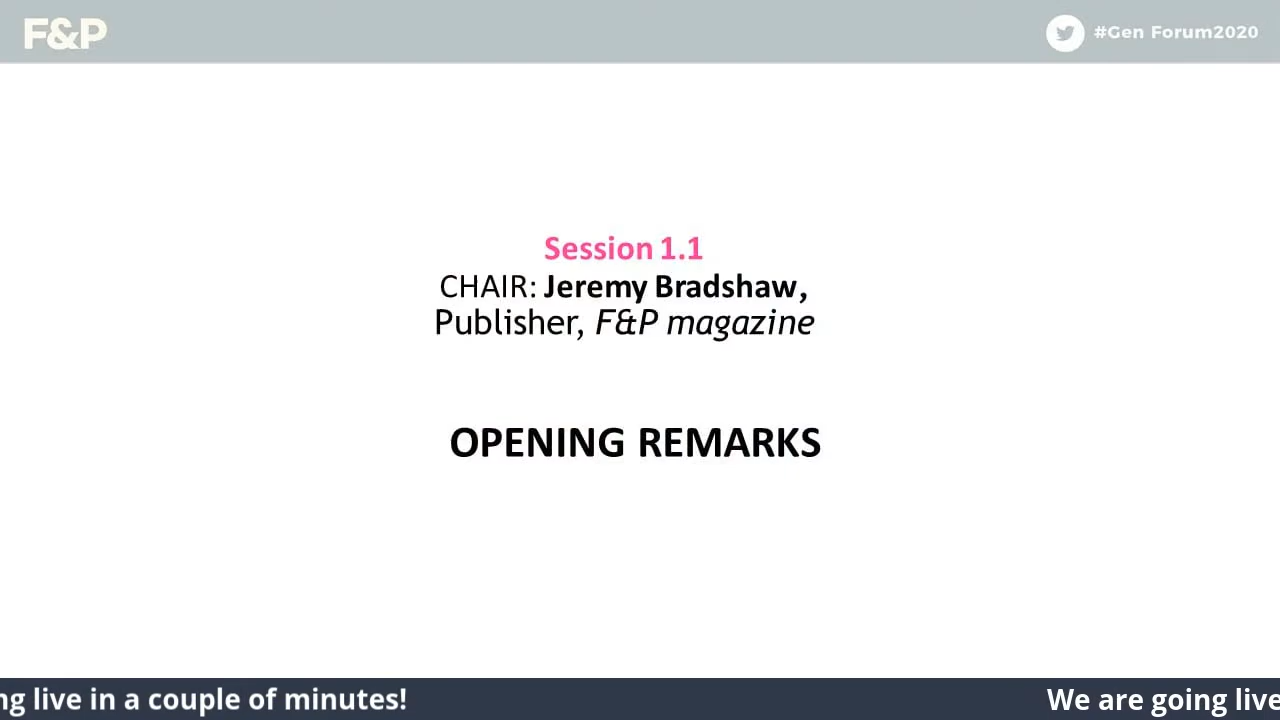 F&P
#Gen Forum2020
Session 1.1
CHAIR: Jeremy Bradshaw,
Publisher, F&P magazine
OPENING REMARKS
ng live in a couple of minutes!
We are going live